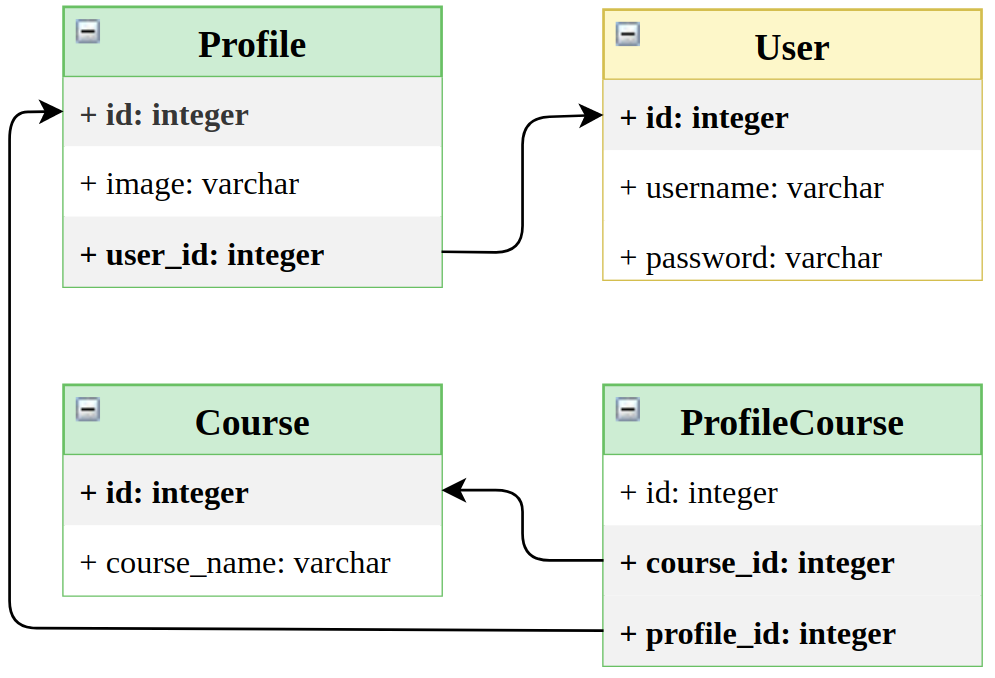 Profile
+ id: integer
+ image: varchar
+ user_id: integer
User
+ id: integer
+ username: varchar
+ password: varchar
Course
+ id: integer
+ course_name: varchar
ProfileCourse
+ id: integer
+ course_id: integer
+ profile_id: integer